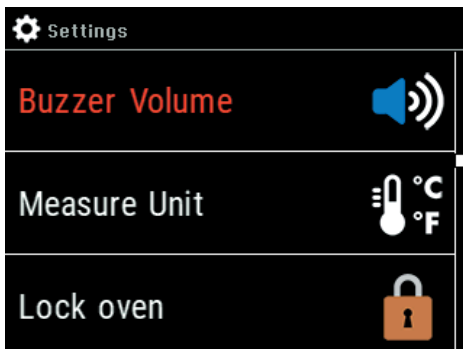 Settings
Buzzer Volume
Measure Unit
°C
°F
Lock oven